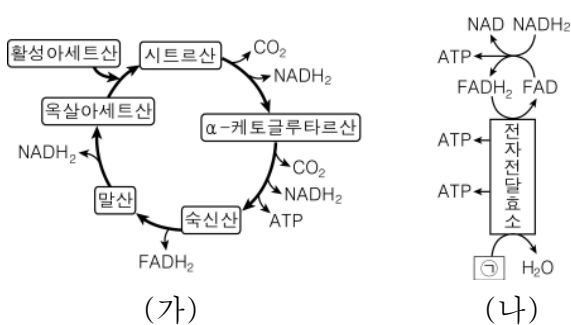 활성아세트산
시트르산
CO₂
NADH₂
옥살아세트산
α-케토글루타르산
NADH₂
CO₂
NADH₂
말산
숙신산
ATP
FADH₂
(가)
NAD NADH₂
ATP
FADH₂ FAD
전자전달효소
ATP
ATP
㉠
H₂O
(나)